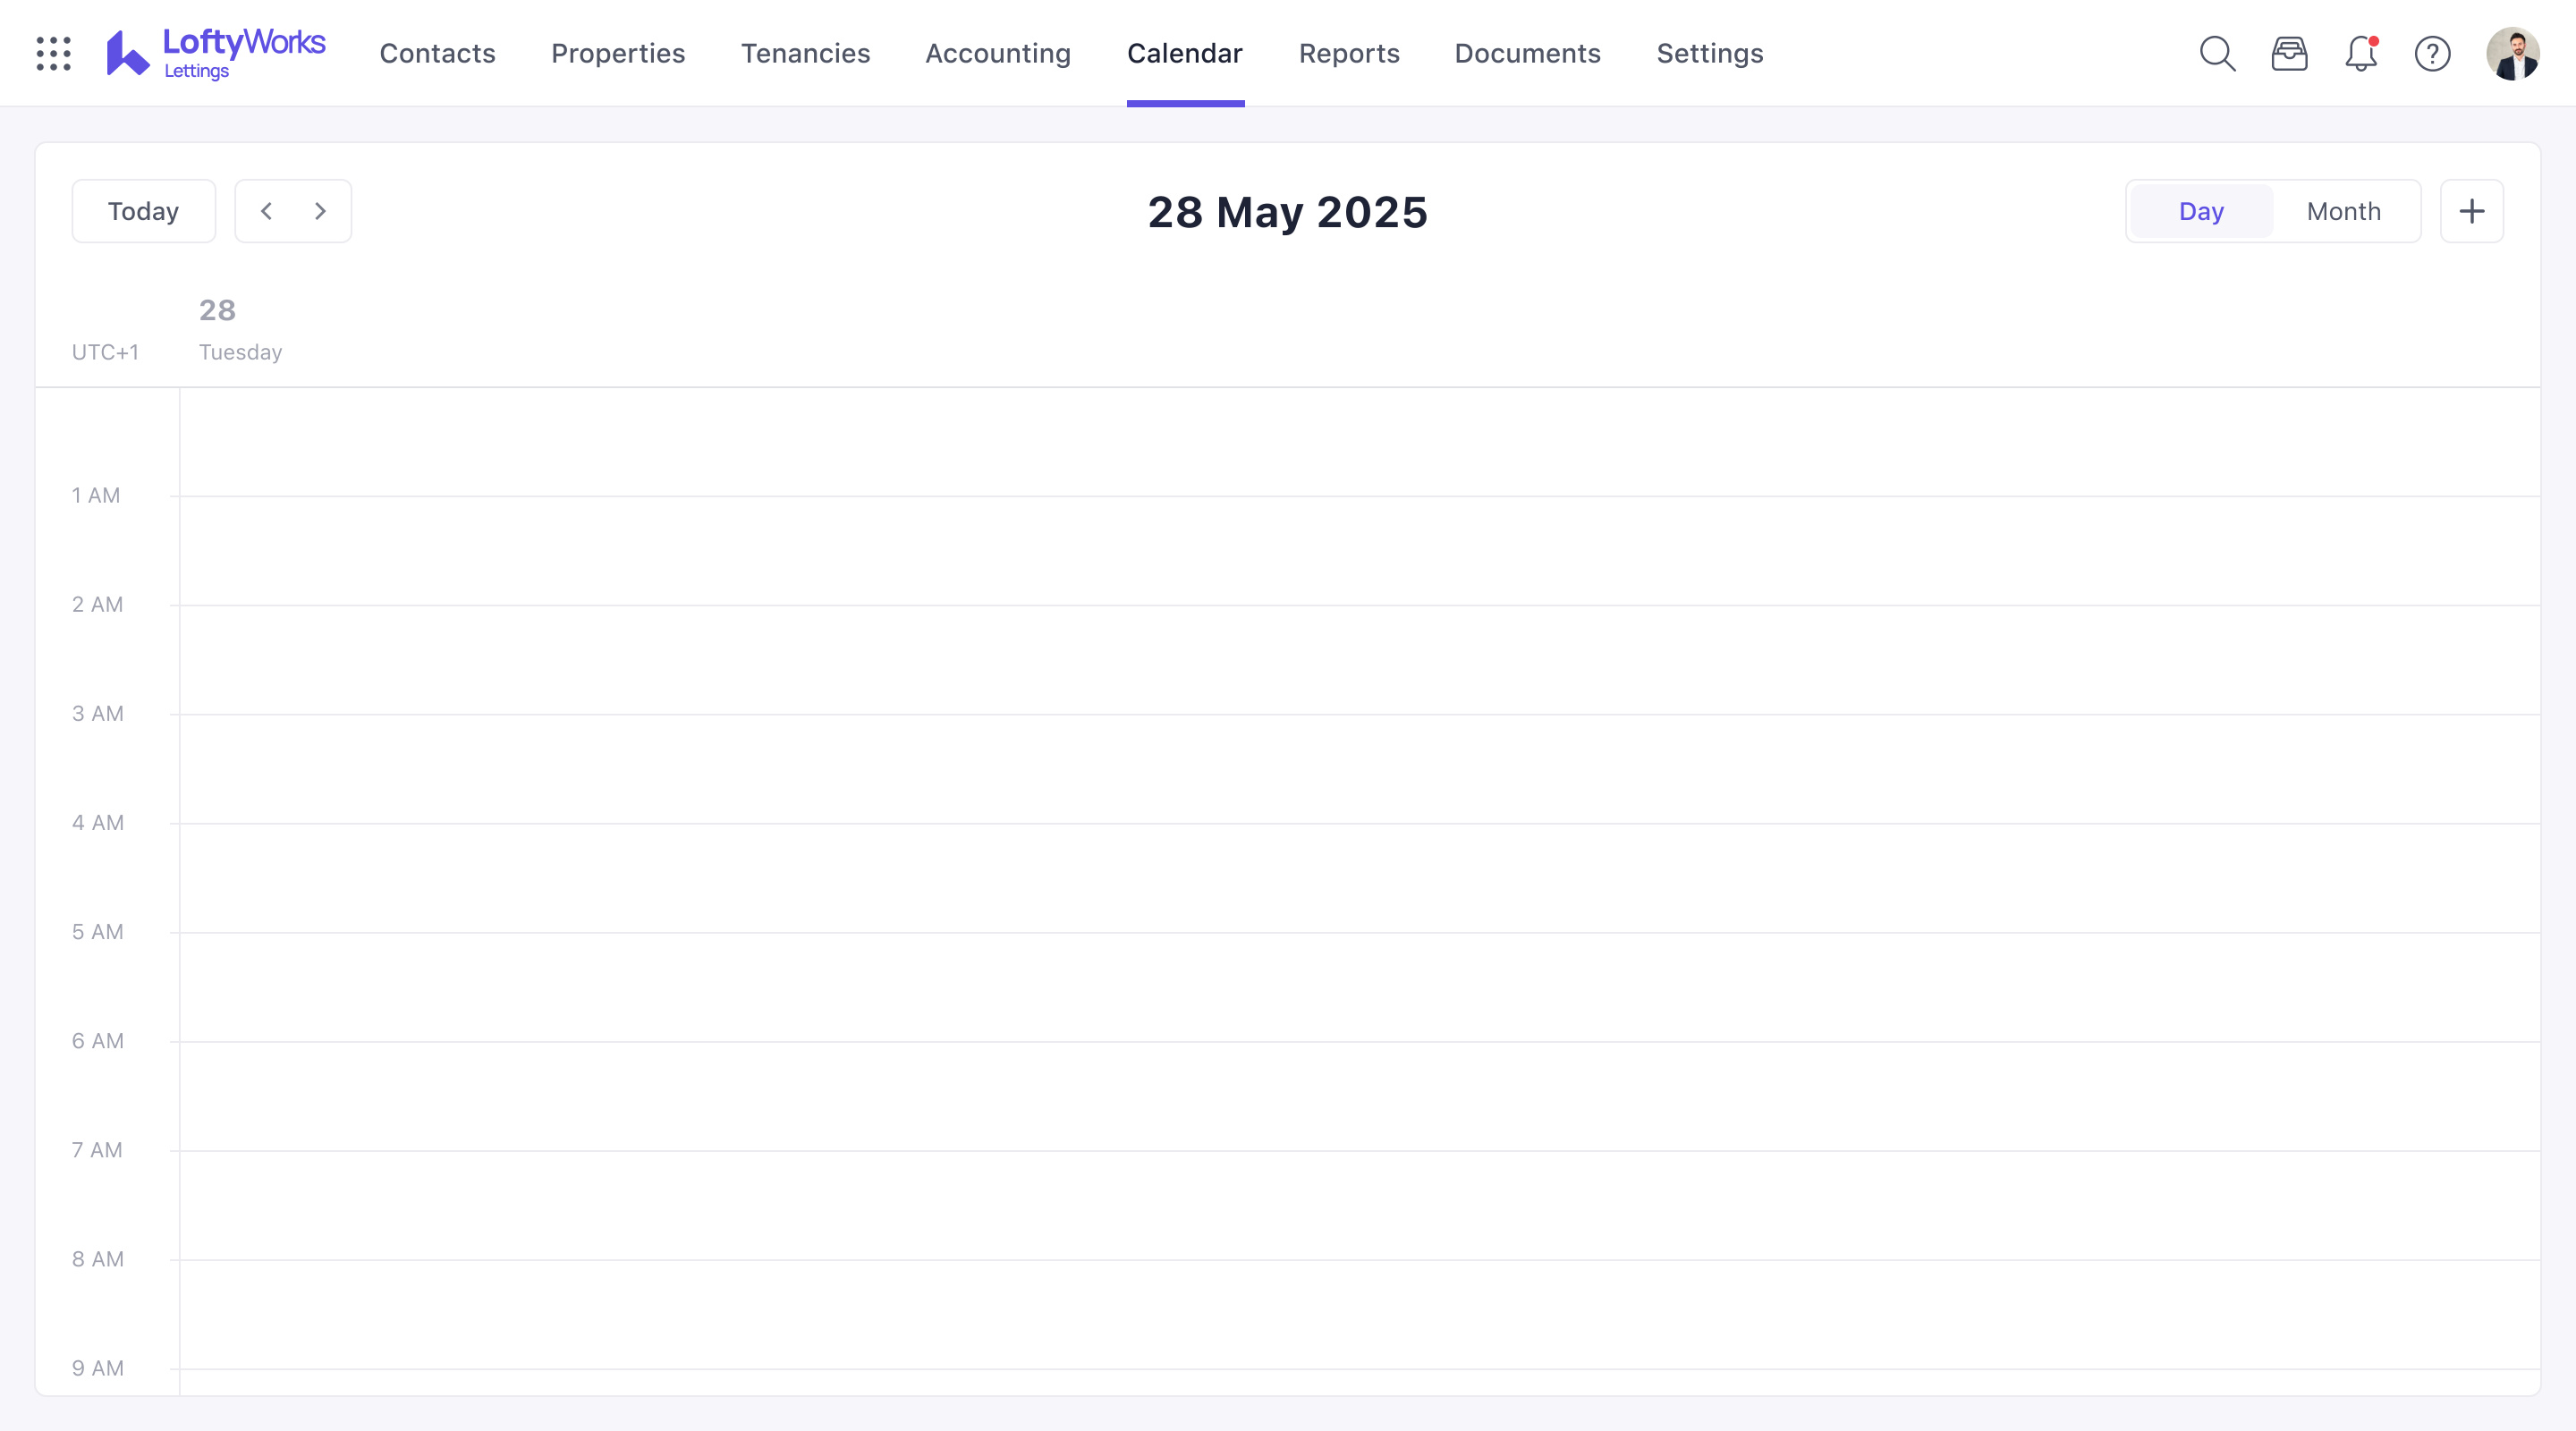 LoftyWorks
Lettings
Contacts
Properties
Tenancies
Accounting
Calendar
Reports
Documents
Settings
?
Today
28 May 2025
Day
Month
28
UTC+1
Tuesday
1 AM
2 AM
3 AM
4 AM
5 AM
6 AM
7 AM
8 AM
9 AM